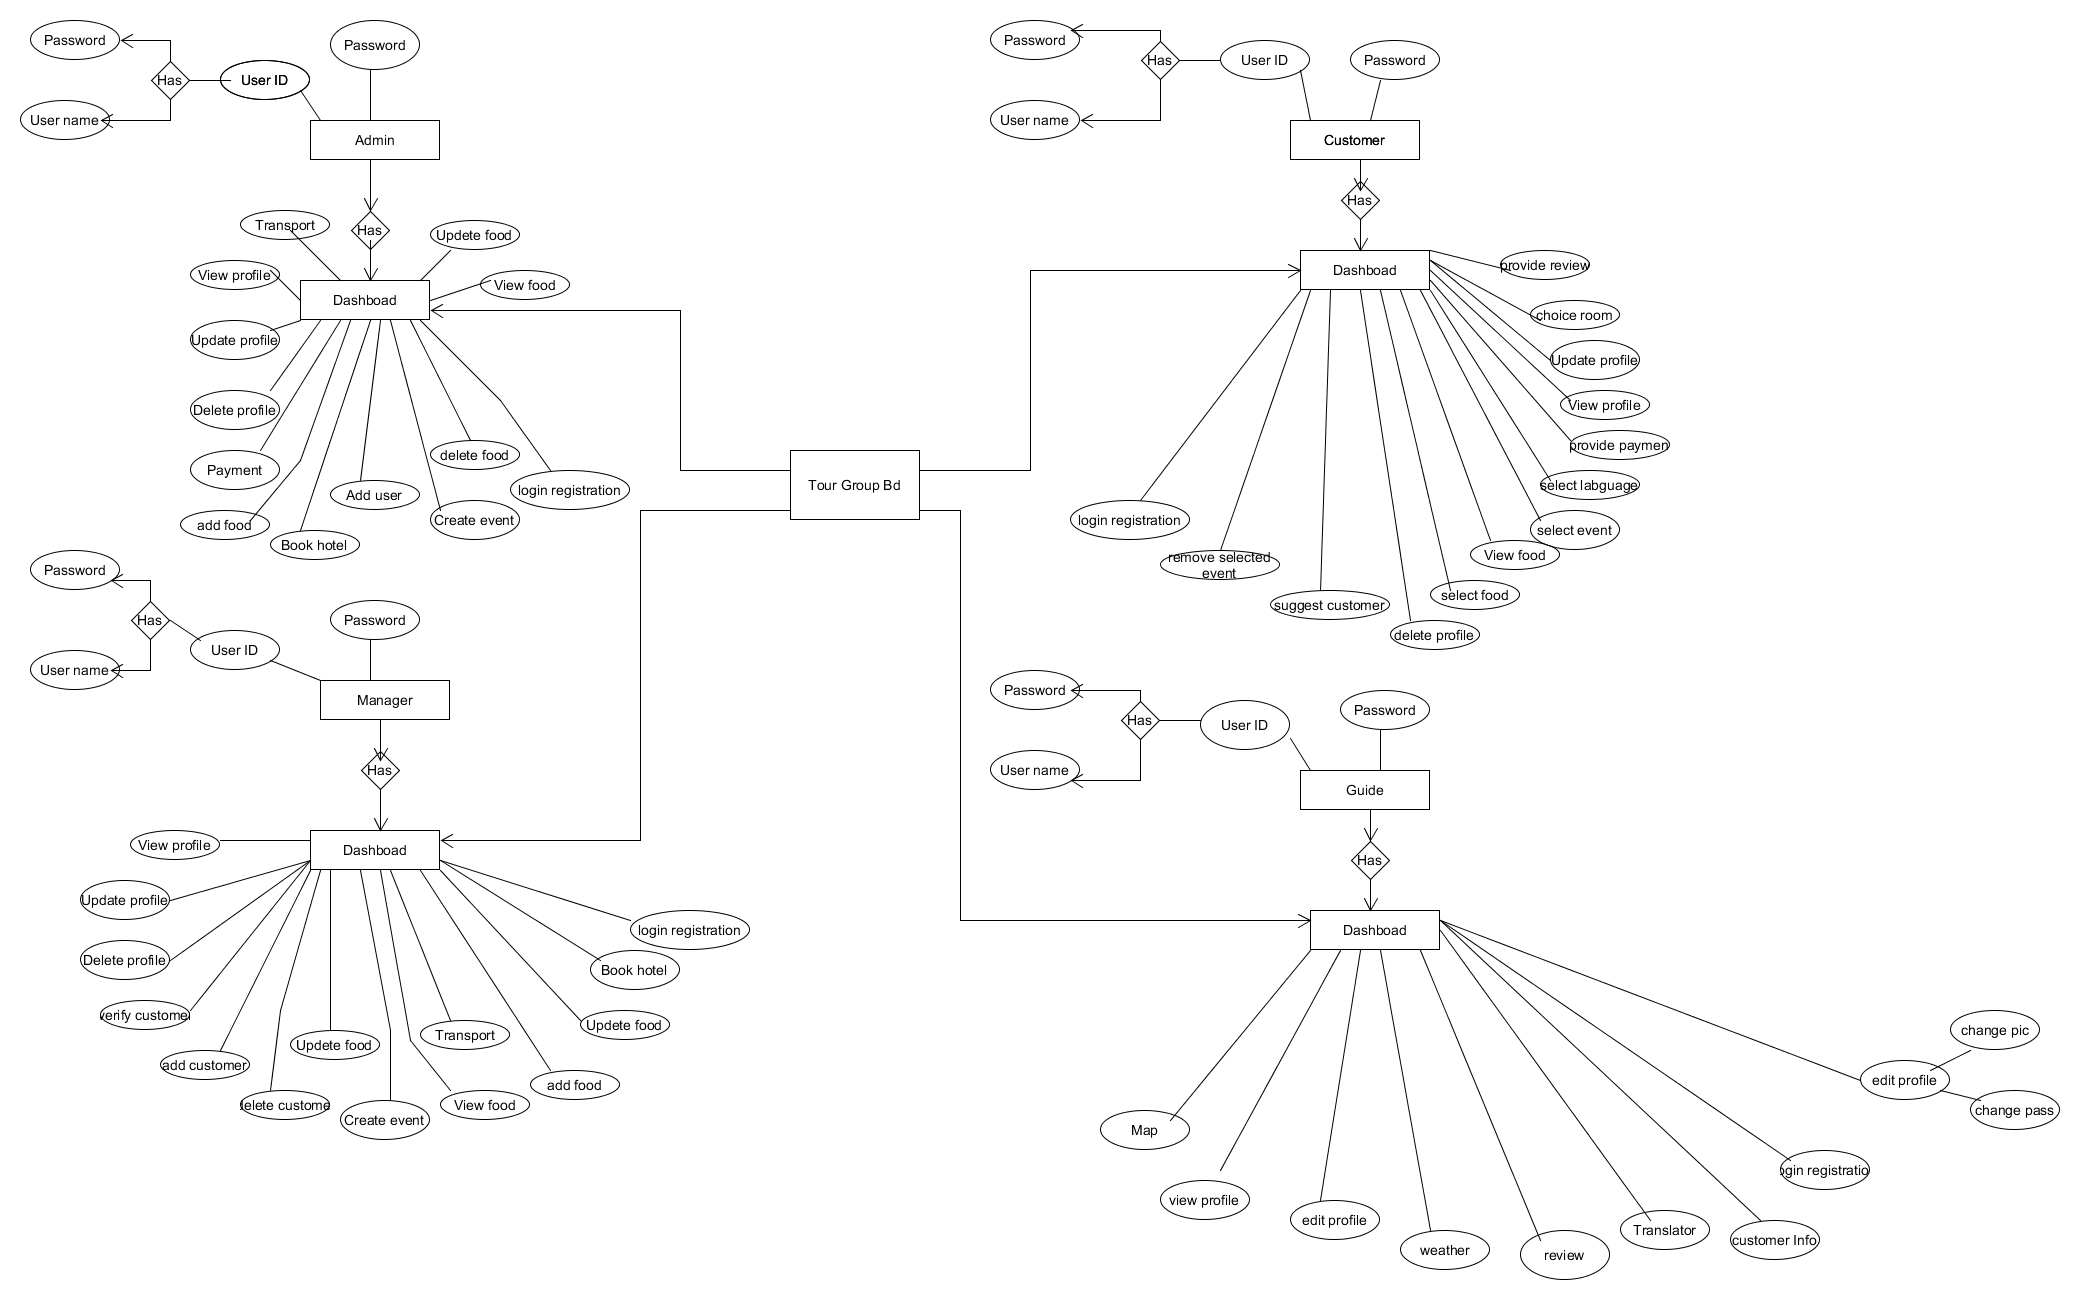 Password
Has
User ID
User name
Password
Admin
Has
Transport
Updete food
View profile
View food
Dashboad
Update profile
Delete profile
Payment
add food
Book hotel
Add user
Create event
delete food
login registration
Password
Has
User ID
User name
Password
Customer
Has
Dashboad
provide review
choice room
Update profile
View profile
provide paymen
select labguage
select event
View food
select food
delete profile
suggest customer
remove selected
event
login registration
Tour Group Bd
Password
Has
User ID
User name
Password
Manager
Has
Dashboad
View profile
Update profile
Delete profile
verify customer
add customer
delete custome
Updete food
Create event
View food
Transport
add food
Updete food
Book hotel
login registration
Password
Has
User ID
User name
Password
Guide
Has
Dashboad
Map
view profile
edit profile
weather
review
Translator
customer Info
ogin registratio
edit profile
change pic
change pass